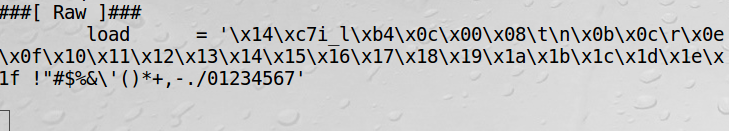 ###[ Raw ]###
load = '\x14\xc7i_l\xb4\x0c\x00\x08\t\n\x0b\x0c\r\x0e
\x0f\x10\x11\x12\x13\x14\x15\x16\x17\x18\x19\x1a\x1b\x1c\x1d\x1e\x
1f !"#$%&\'()*+,-./01234567'